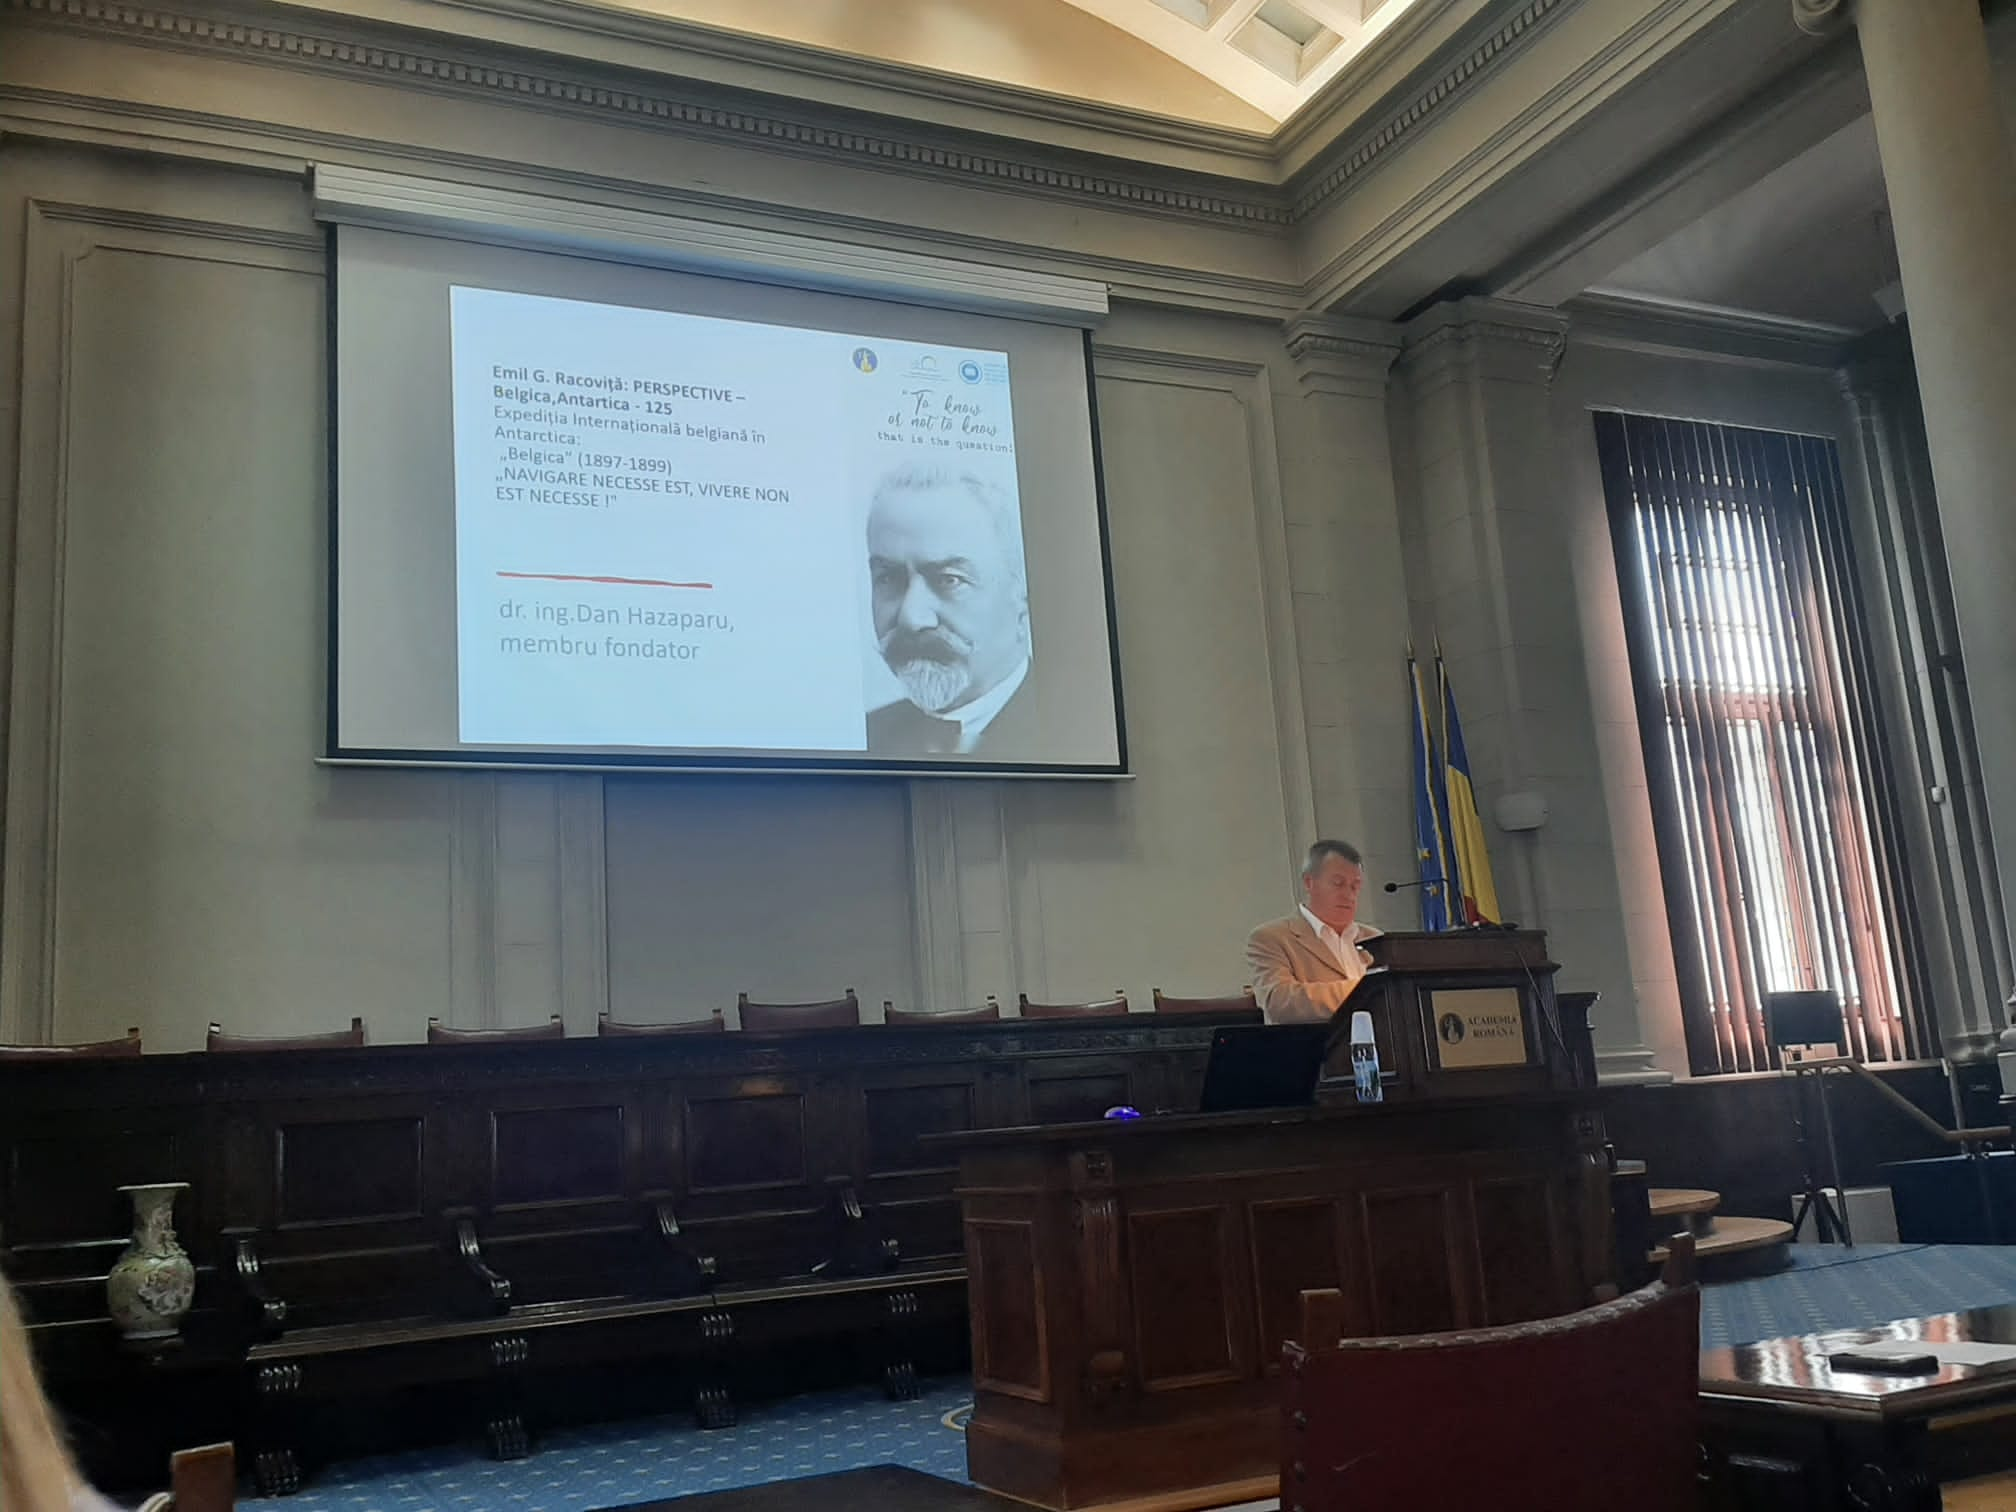 Emil G. Racoviță: PERSPECTIVE –
Belgica,Antartica - 125
Expediția Internațională belgiană în
Antarctica:
„Belgica” (1897-1899)
„NAVIGARE NECESSE EST, VIVERE NON
EST NECESSE !"
dr. ing.Dan Hazaparu,
membru fondator
"To know
or not to know
that is the question!
ACADEMIA
ROMÂNĂ